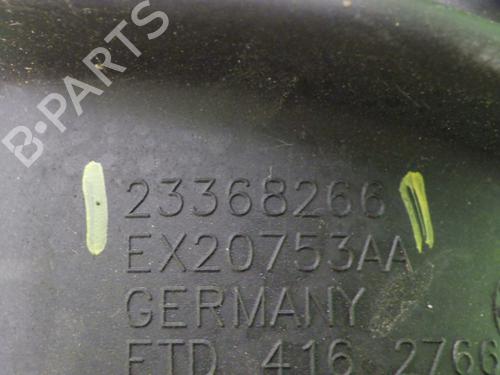 B-PARTS
23368266
EX20753AA
GERMANY
FTD 416 2766